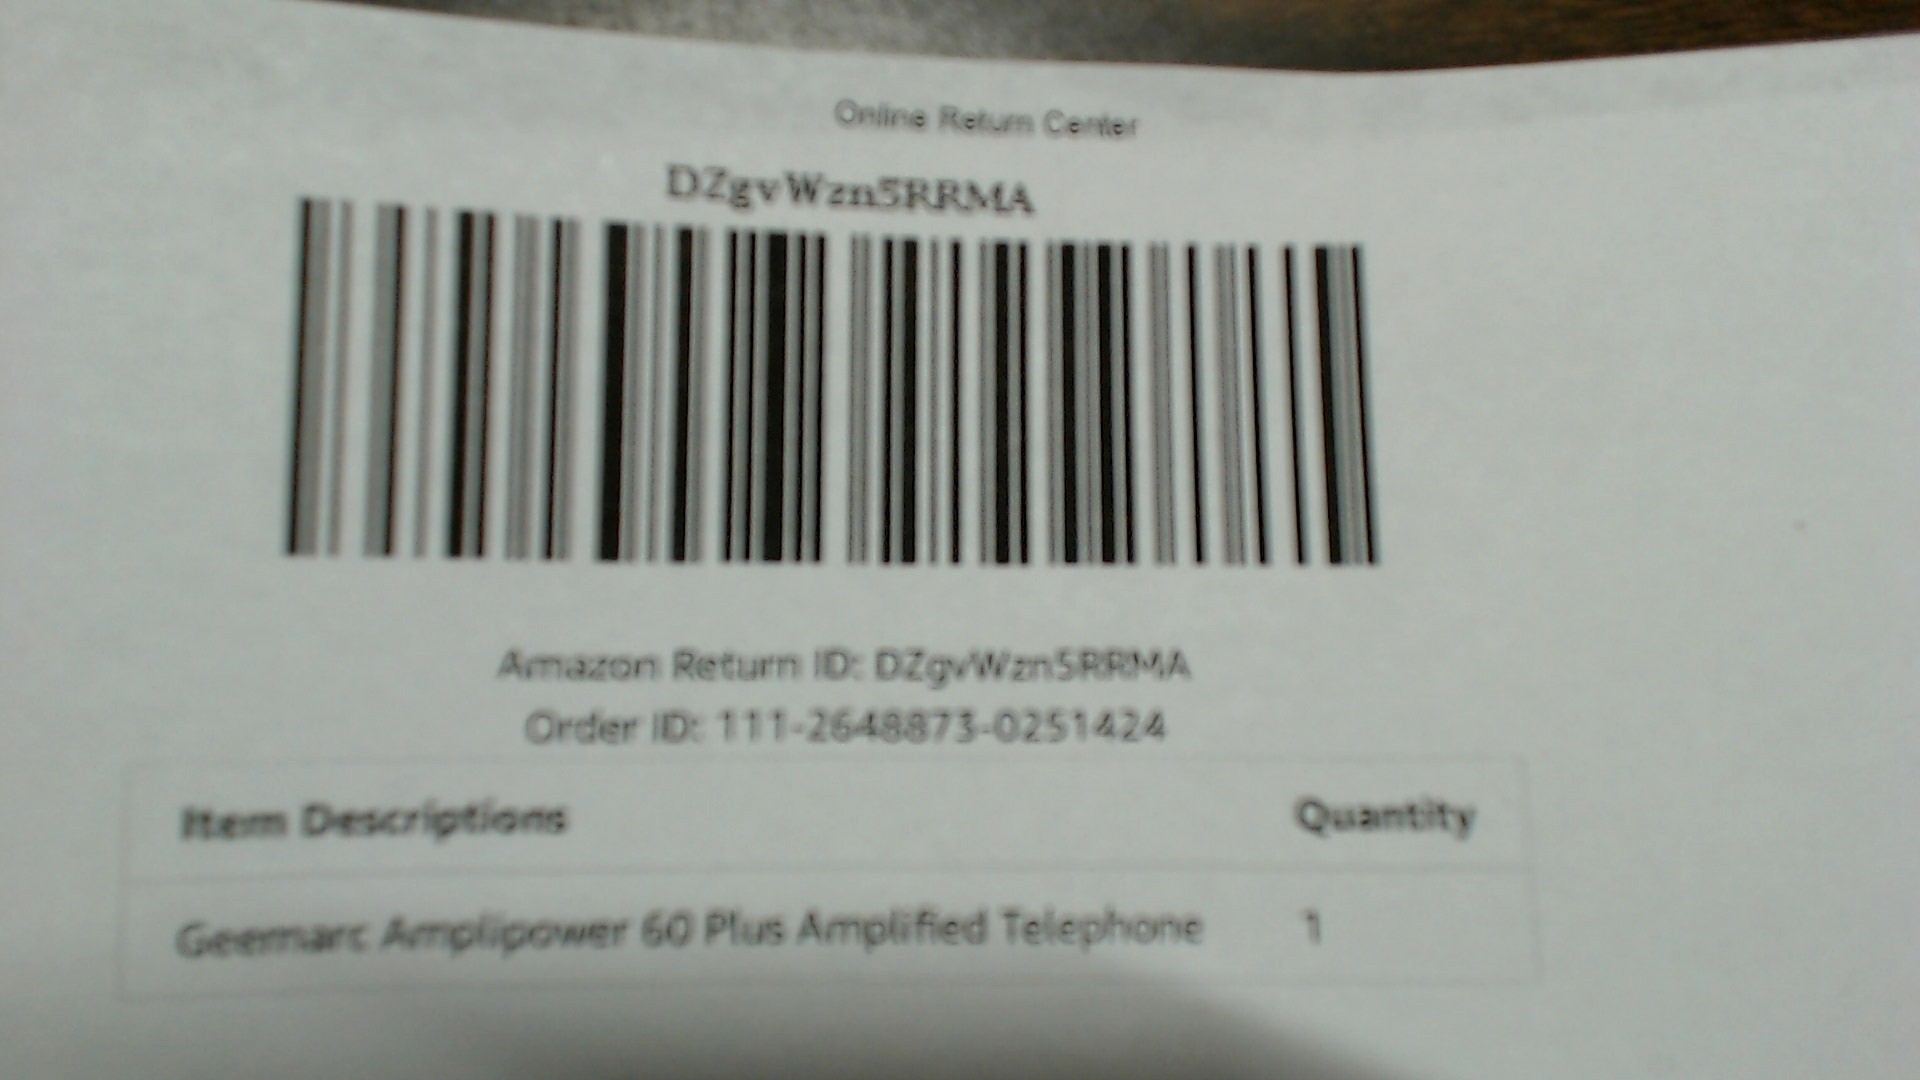 Online Return Center
DZgvWzn5RRMA
Amazon Return ID: DZgvWzn5RRMA
Order ID: 111-2648873-0251424
Item Descriptions Quantity
Geemarc Amplipower 60 Plus Amplified Telephone 1